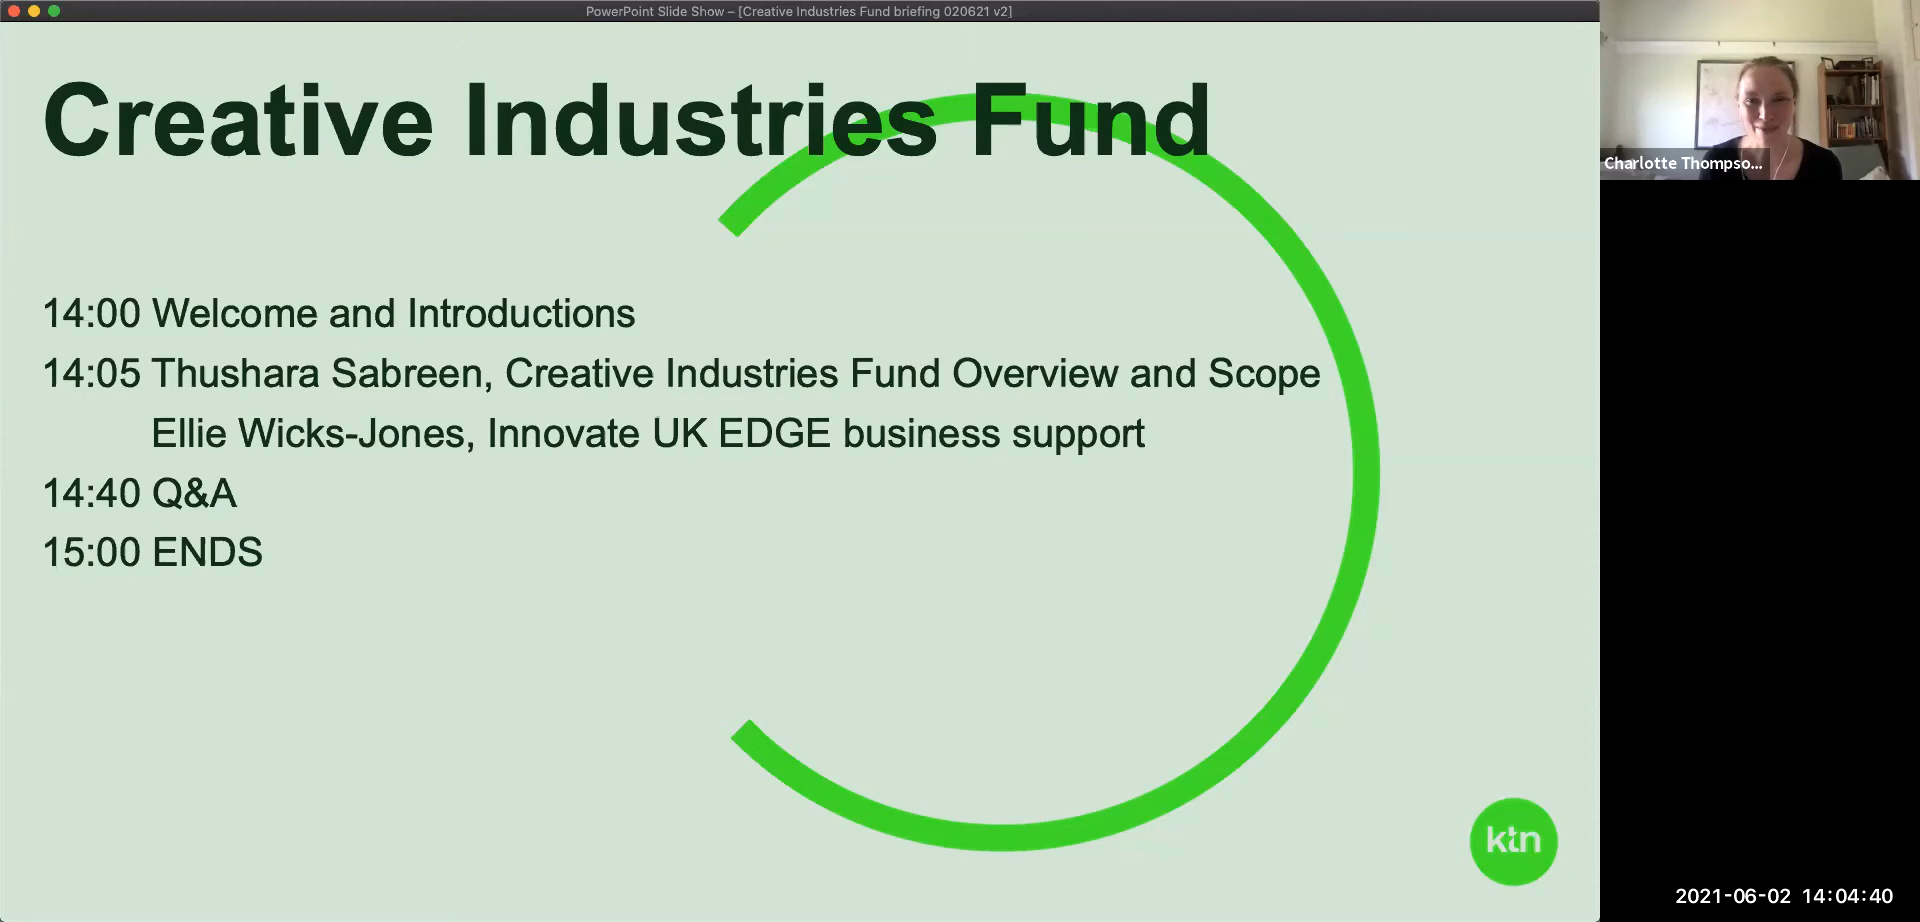 PowerPoint Slide Show – [Creative Industries Fund briefing 020621 v2]
Creative Industries Fund
14:00 Welcome and Introductions
14:05 Thushara Sabreen, Creative Industries Fund Overview and Scope
Ellie Wicks-Jones, Innovate UK EDGE business support
14:40 Q&A
15:00 ENDS
ktn
Charlotte Thompso...
2021-06-02 14:04:40